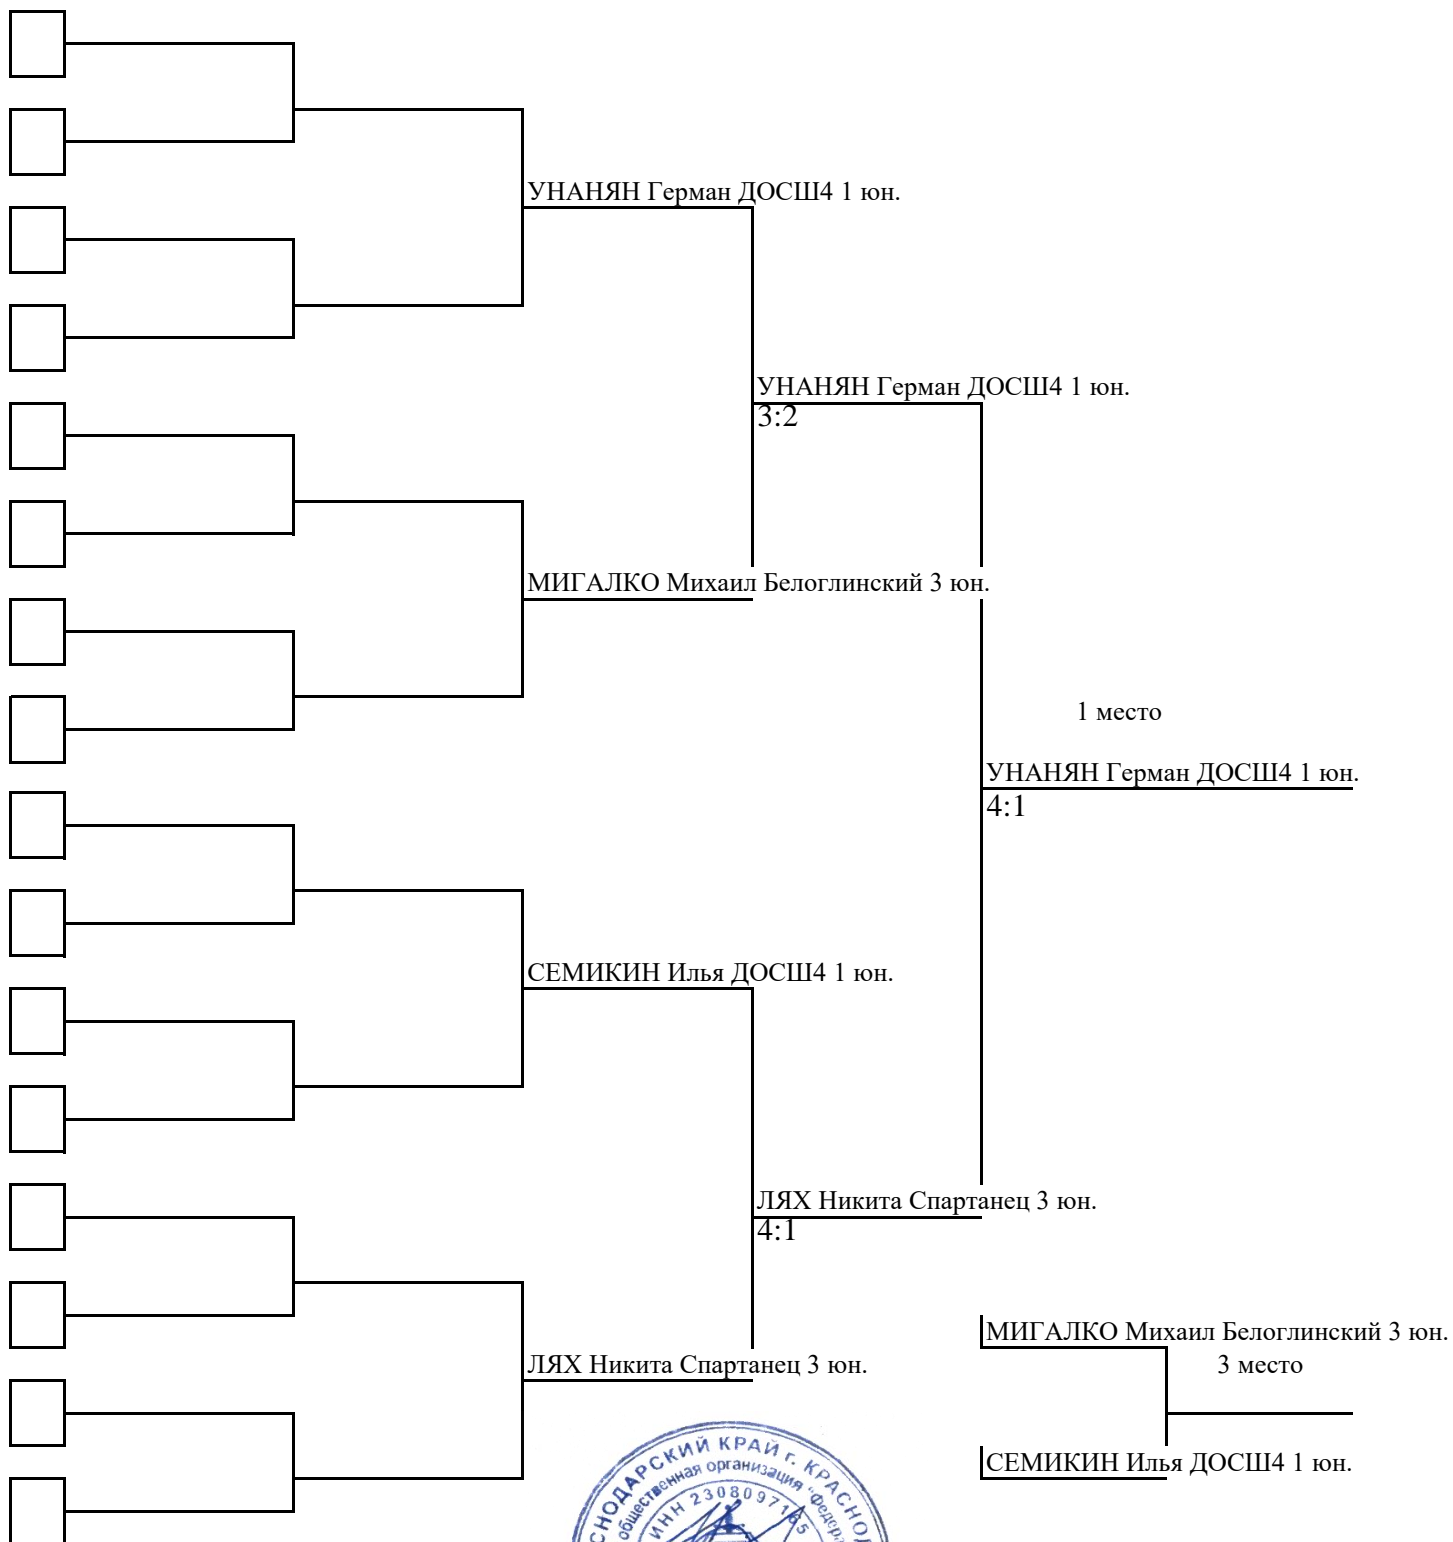 УНАНЯН Герман ДОСШ4 1 юн.
УНАНЯН Герман ДОСШ4 1 юн.
3:2
МИГАЛКО Михаил Белоглинский 3 юн.
1 место
УНАНЯН Герман ДОСШ4 1 юн.
4:1
СЕМИКИН Илья ДОСШ4 1 юн.
ЛЯХ Никита Спартанец 3 юн.
4:1
МИГАЛКО Михаил Белоглинский 3 юн.
ЛЯХ Никита Спартанец 3 юн.
3 место
СЕМИКИН Илья ДОСШ4 1 юн.
КРАЙ г.
общественная организация
ИНН 2308097165